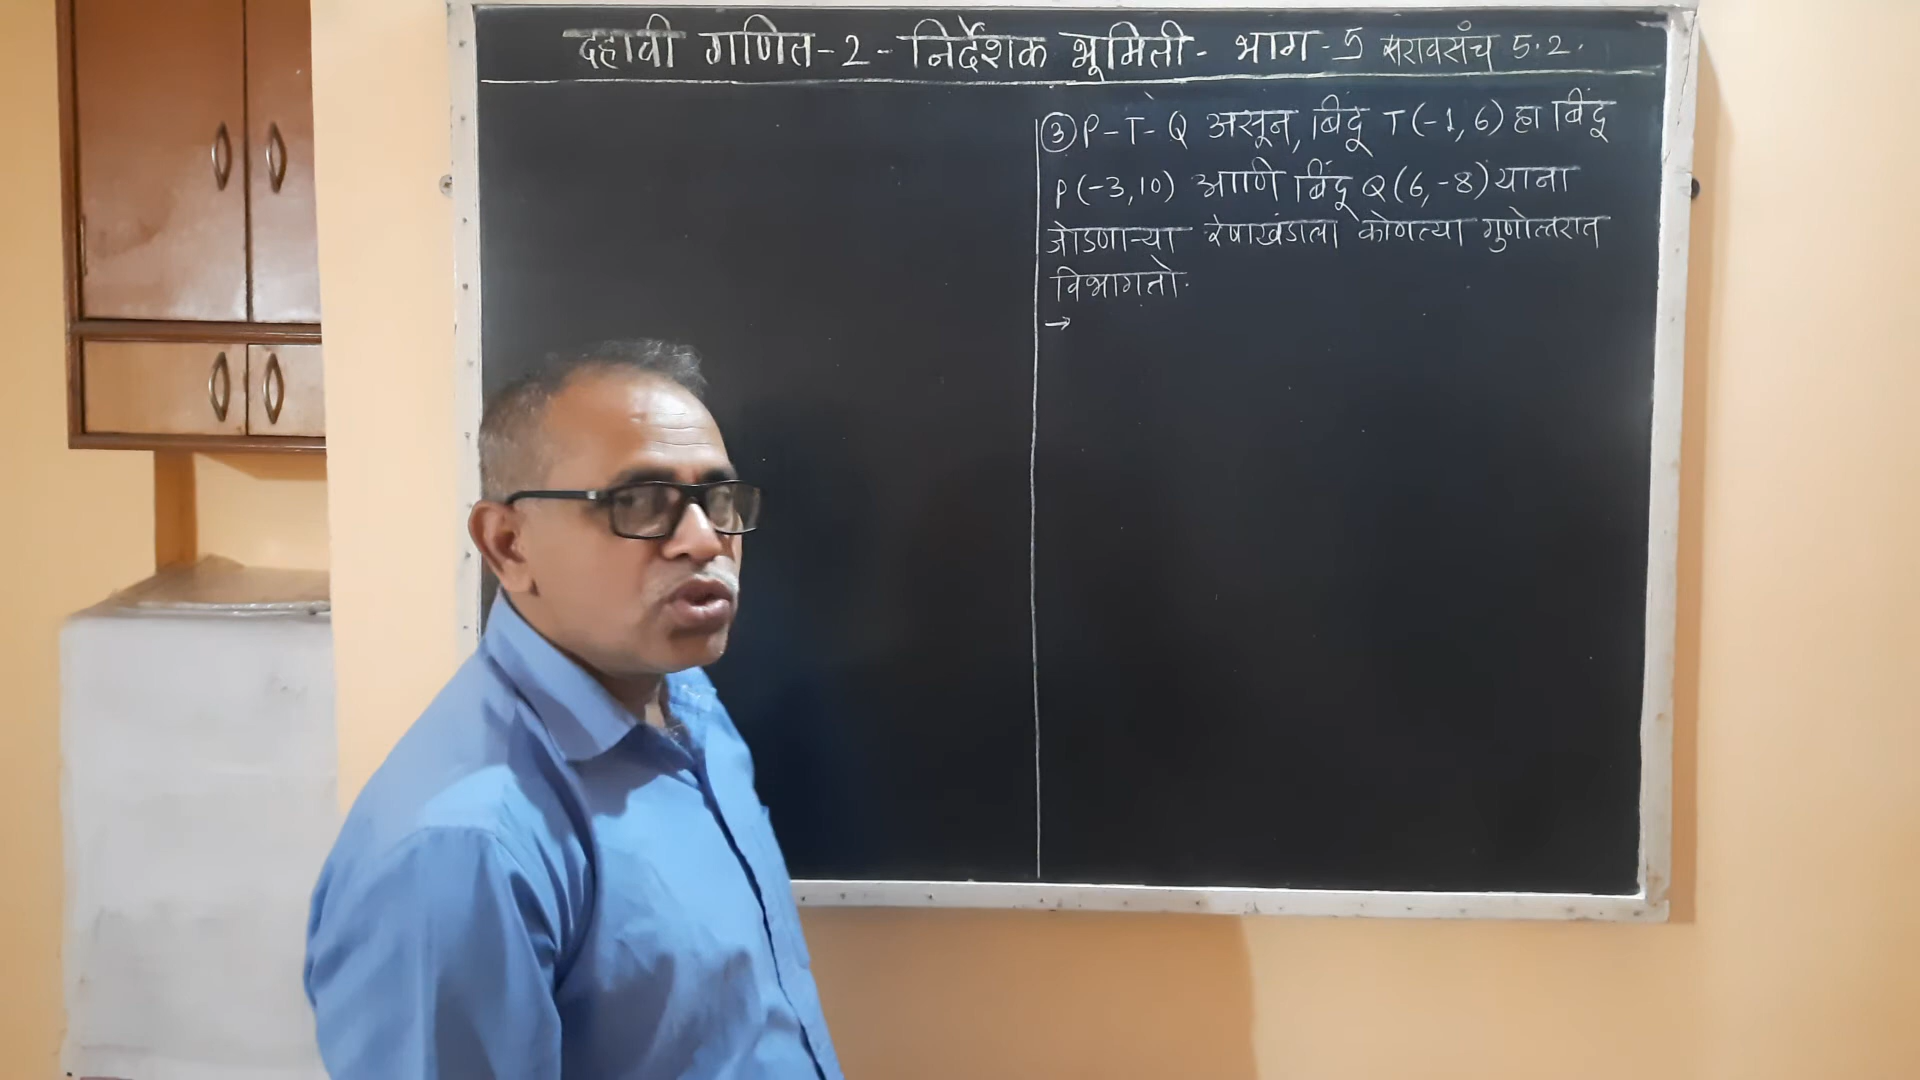 दहावी गणित-2-निर्देशक भूमिती- भाग-5 सरावसंच 5.2.
③ P-T-Q असून, बिंदू T(-1,6) हा बिंदू
P(-3,10) आणि बिंदू Q(6,-8) याना
जोडणाऱ्या रेषाखंडाला कोणत्या गुणोत्तरात
विभागतो.
→